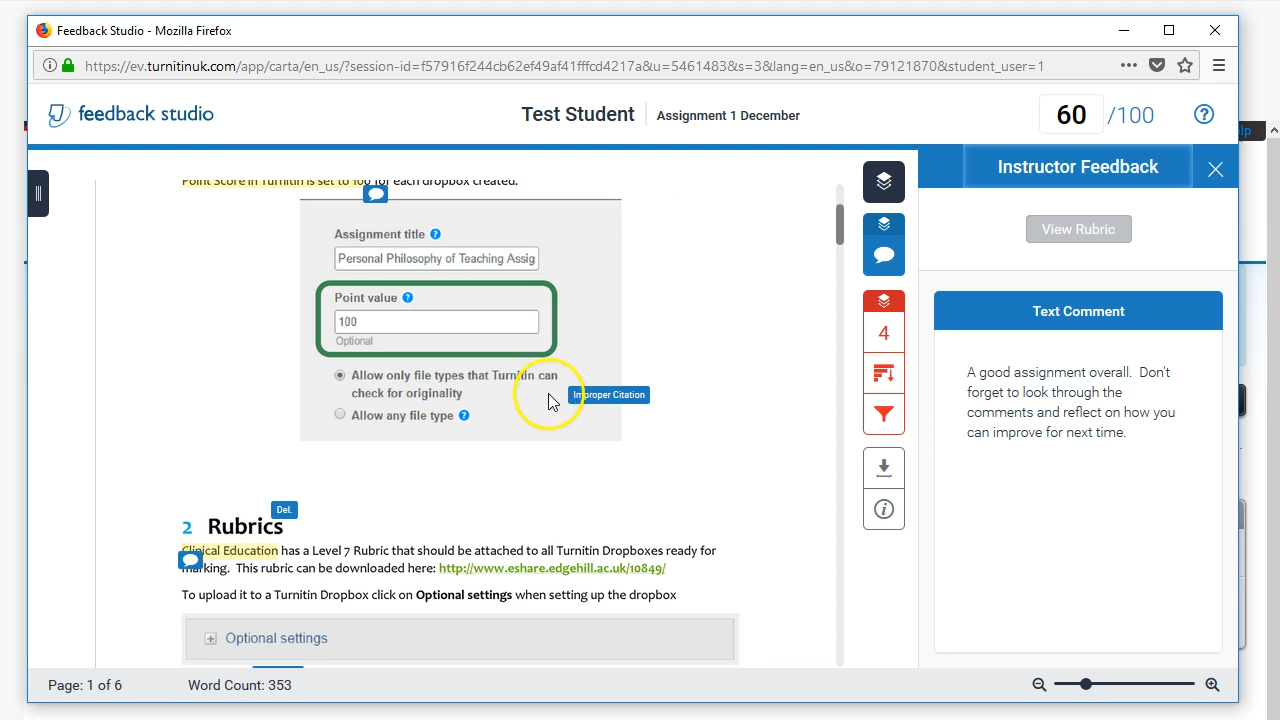 Feedback Studio - Mozilla Firefox
https://ev.turnitinuk.com/app/carta/en_us/?session-id=f57916f244cb62ef49af41fffcd4217a&u=5461483&s=3&lang=en_us&o=79121870&student_user=1
feedback studio
Test Student
Assignment 1 December
60 /100
Help
Point Score in Turnitin is set to 100 for each dropbox created.
Assignment title
Personal Philosophy of Teaching Assig
Point value
100
Optional
Allow only file types that Turnitin can
check for originality
Allow any file type
Improper Citation
Del.
2 Rubrics
Clinical Education has a Level 7 Rubric that should be attached to all Turnitin Dropboxes ready for
marking. This rubric can be downloaded here: http://www.eshare.edgehill.ac.uk/10849/
To upload it to a Turnitin Dropbox click on Optional settings when setting up the dropbox
Optional settings
4
Instructor Feedback
View Rubric
Text Comment
A good assignment overall. Don't
forget to look through the
comments and reflect on how you
can improve for next time.
Page: 1 of 6
Word Count: 353